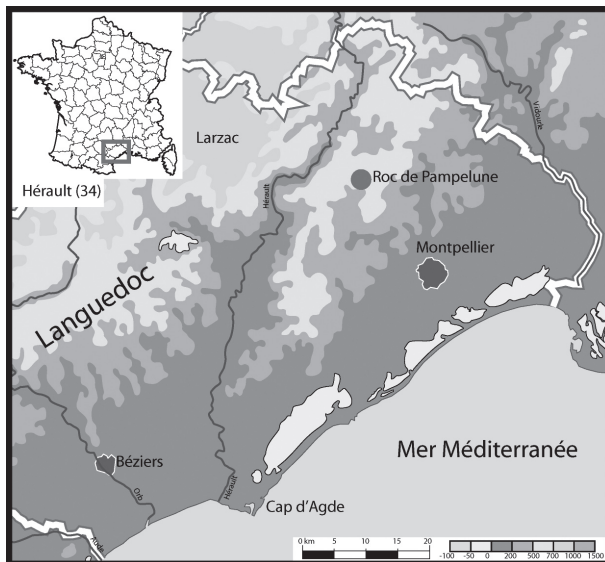 Hérault (34)
Larzac
Vidourle
Hérault
Roc de Pampelune
Montpellier
Languedoc
Mer Méditerranée
Béziers
Orb
Hérault
Cap d'Agde
Aude
0 km 5 10 15 20
-100 -50 0 200 500 700 1000 1500